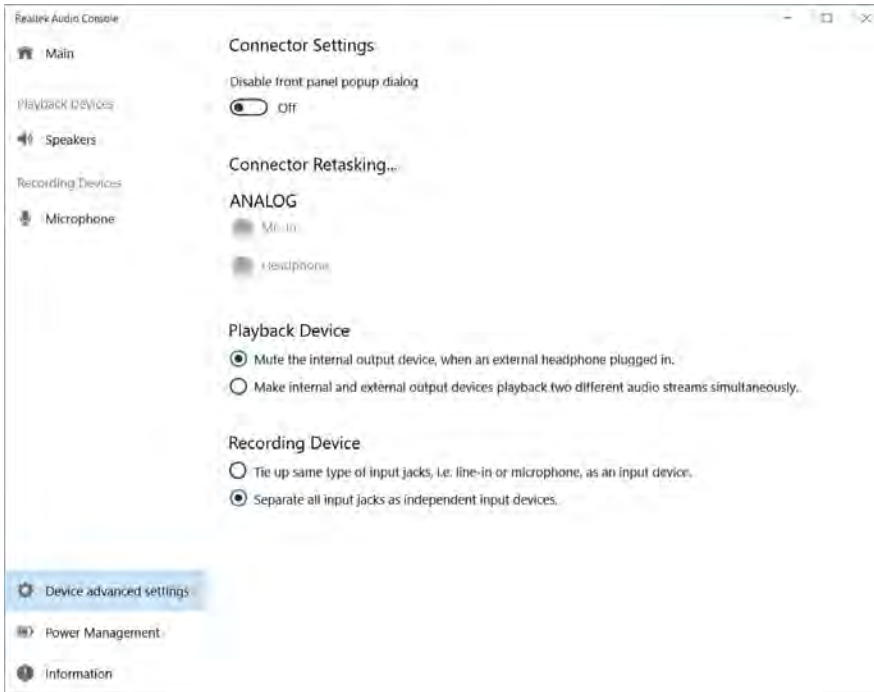 Realtek Audio Console
Main
Playback Devices
Speakers
Recording Devices
Microphone
Device advanced settings
Power Management
Information
Connector Settings
Disable front panel popup dialog
Off
Connector Retasking...
ANALOG
Mic in
Headphone
Playback Device
Mute the internal output device, when an external headphone plugged in.
Make internal and external output devices playback two different audio streams simultaneously.
Recording Device
Tie up same type of input jacks, i.e. line-in or microphone, as an input device.
Separate all input jacks as independent input devices.